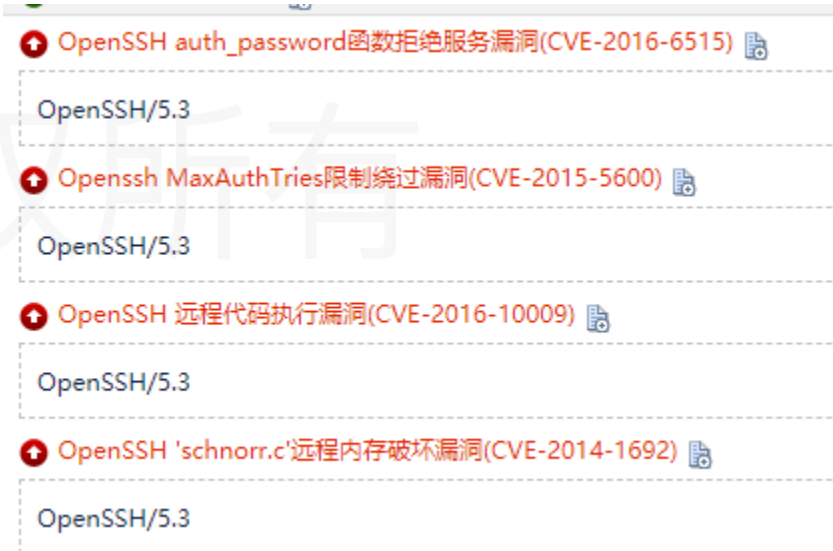 OpenSSH auth_password函数拒绝服务漏洞(CVE-2016-6515)
OpenSSH/5.3
Openssh MaxAuthTries限制绕过漏洞(CVE-2015-5600)
OpenSSH/5.3
OpenSSH 远程代码执行漏洞(CVE-2016-10009)
OpenSSH/5.3
OpenSSH 'schnorr.c'远程内存破坏漏洞(CVE-2014-1692)
OpenSSH/5.3
权所有